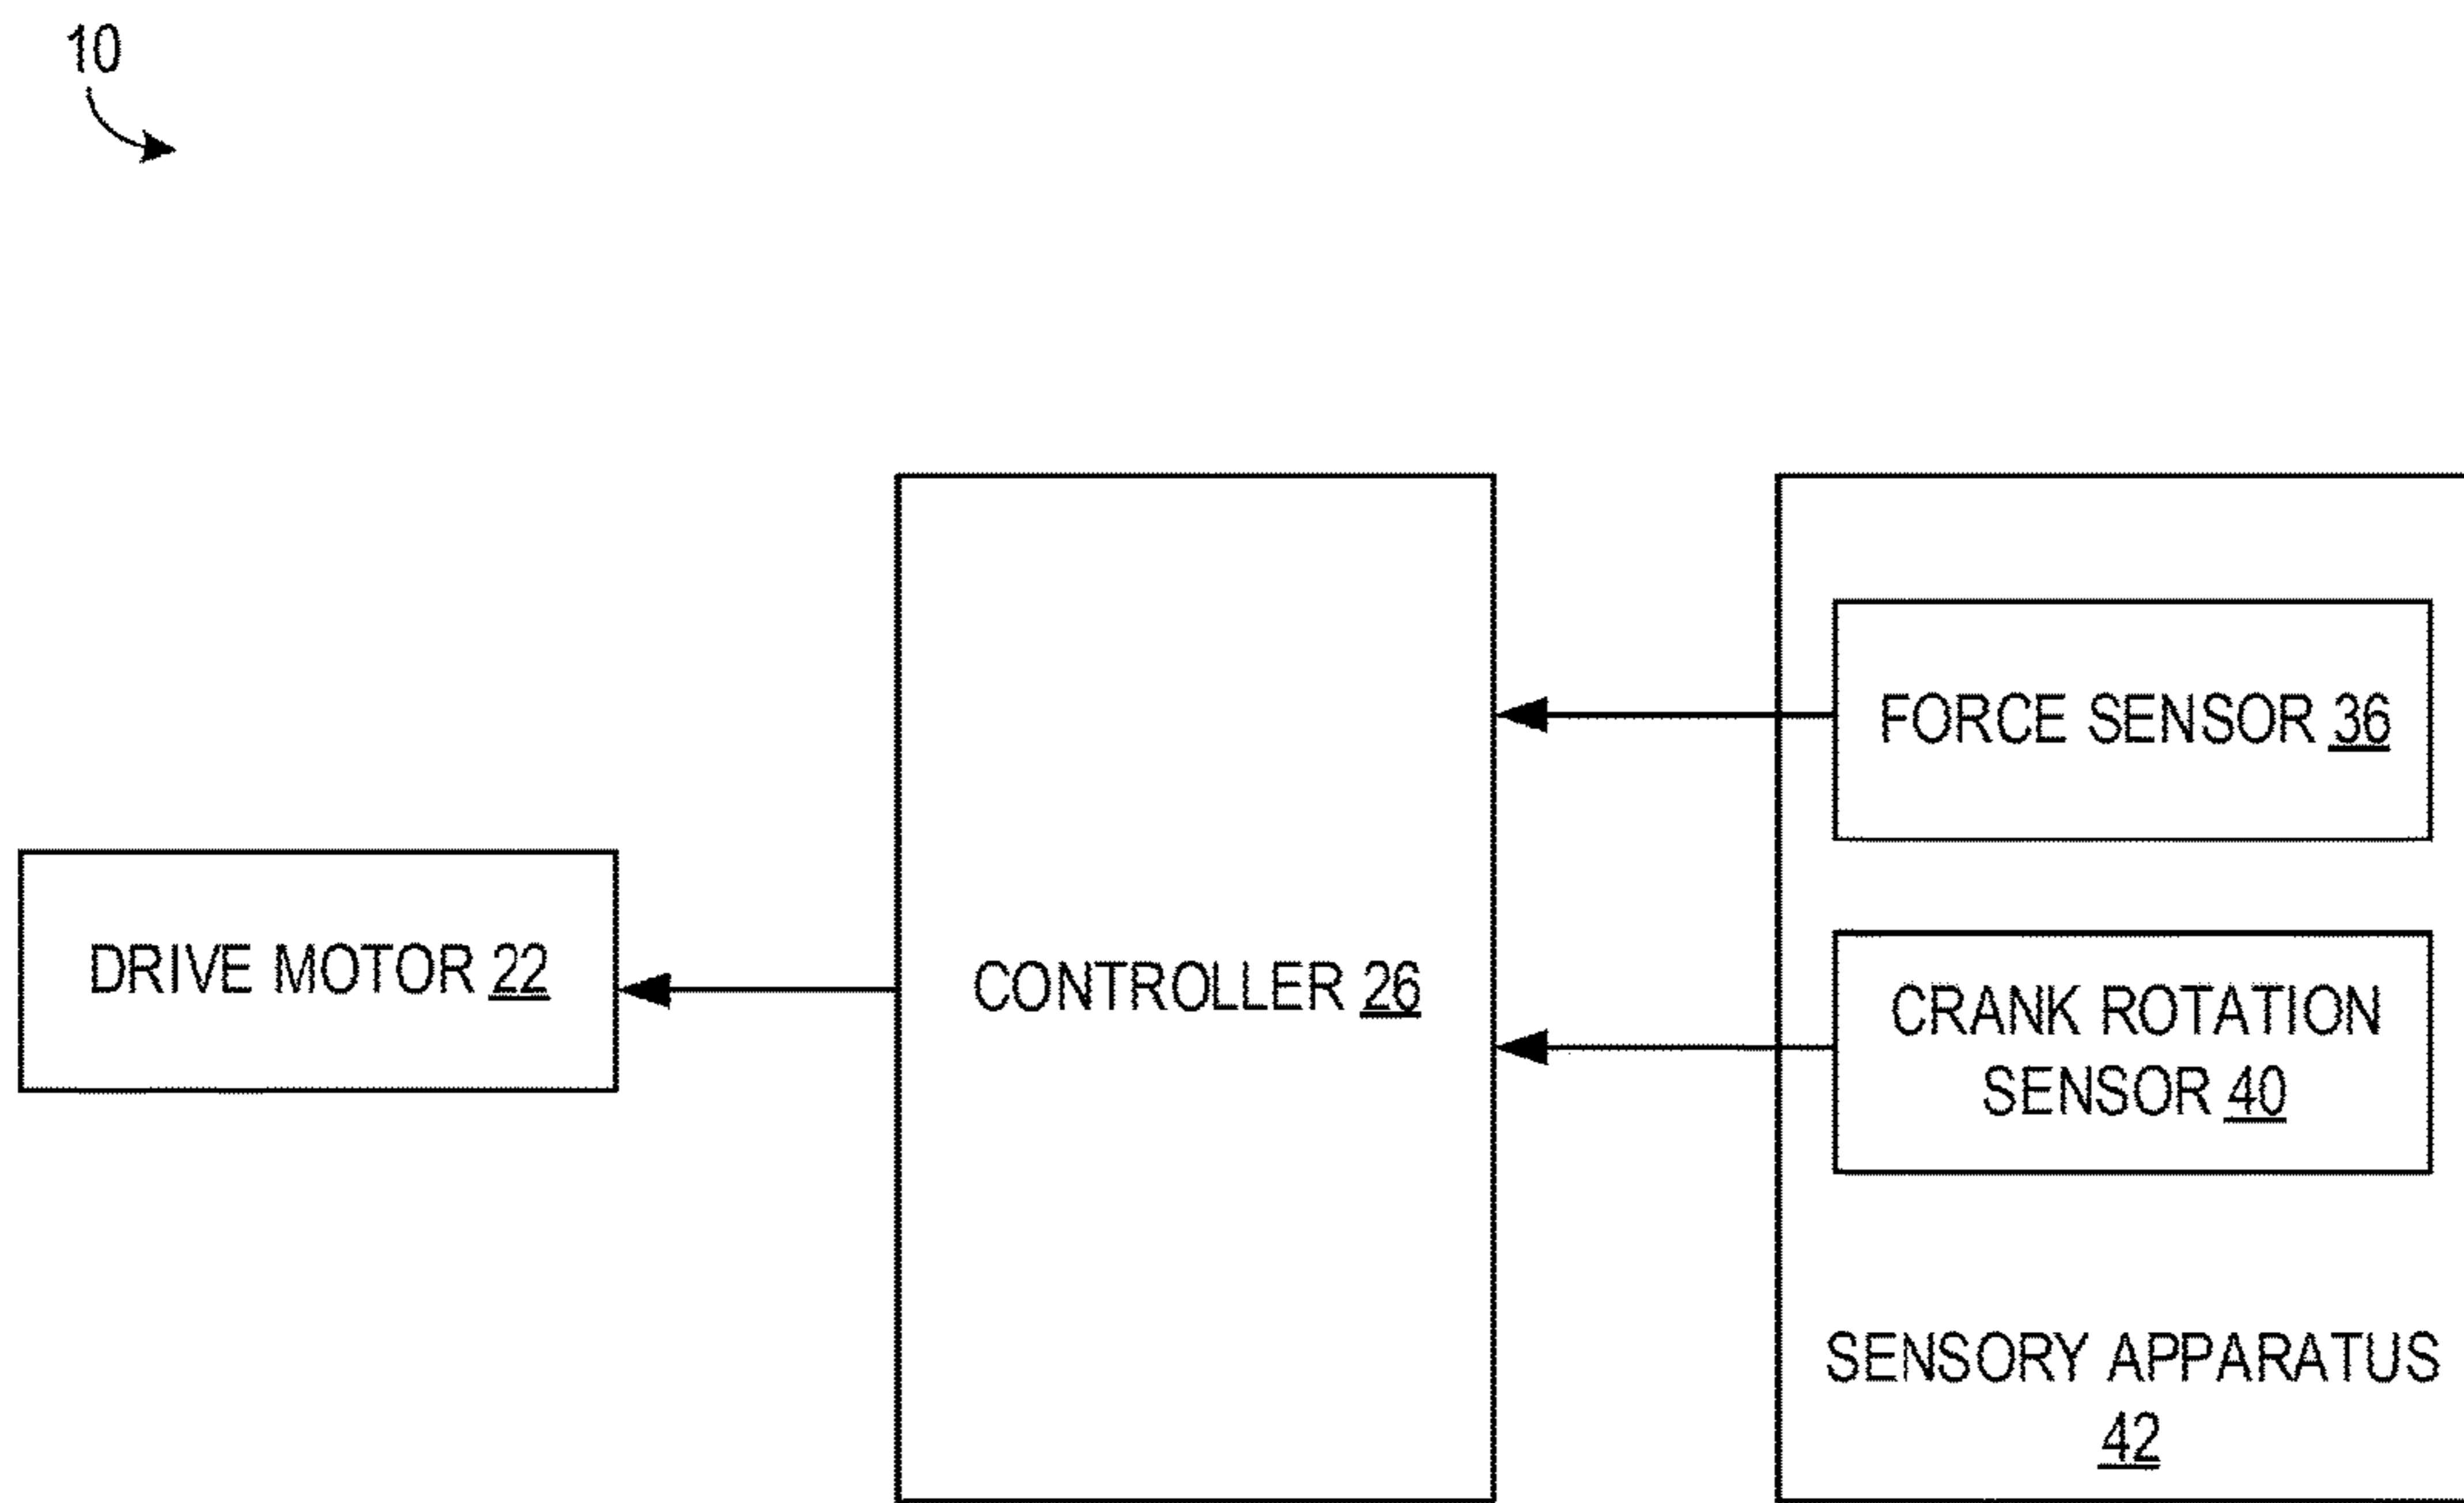 10
DRIVE MOTOR 22
CONTROLLER 26
FORCE SENSOR 36
CRANK ROTATION
SENSOR 40
SENSORY APPARATUS
42